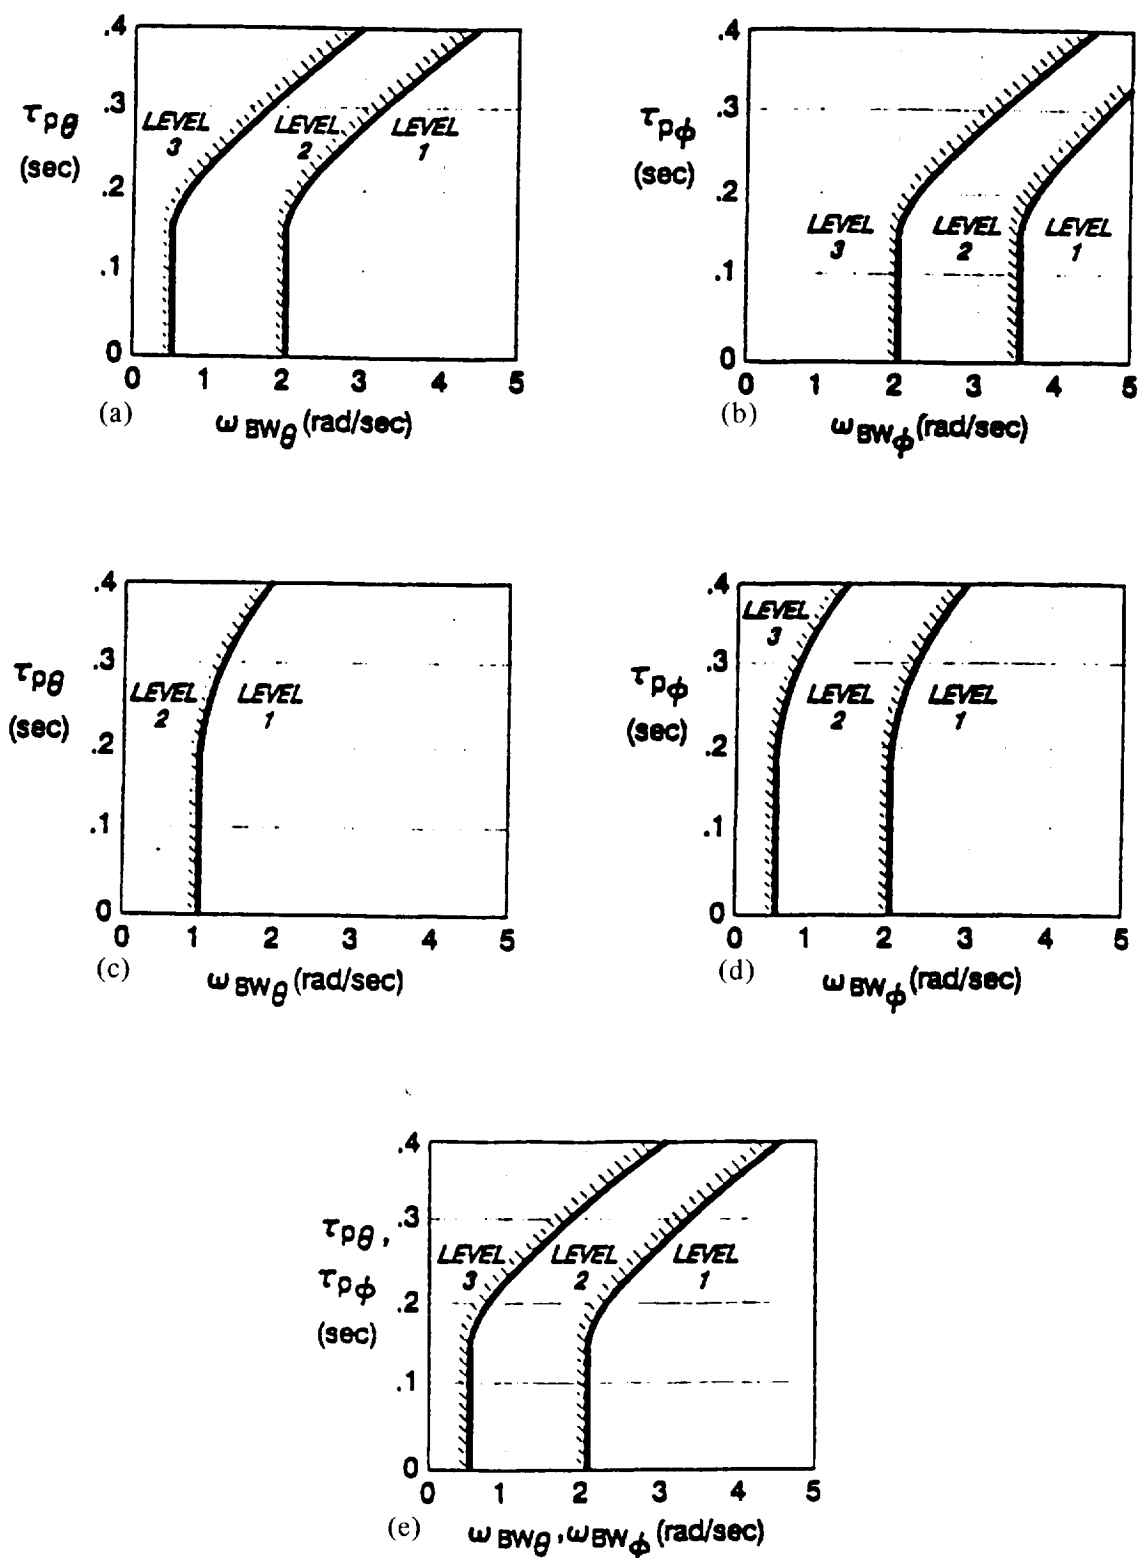 .4
.3
.2
.1
0
τpθ
(sec)
LEVEL
3
LEVEL
2
LEVEL
1
0 1 2 3 4 5
(a)
ωBWθ (rad/sec)
.4
.3
.2
.1
0
τpϕ
(sec)
LEVEL
3
LEVEL
2
LEVEL
1
0 1 2 3 4 5
(b)
ωBWϕ (rad/sec)
.4
.3
.2
.1
0
τpθ
(sec)
LEVEL
2
LEVEL
1
0 1 2 3 4 5
(c)
ωBWθ (rad/sec)
.4
.3
.2
.1
0
τpϕ
(sec)
LEVEL
3
LEVEL
2
LEVEL
1
0 1 2 3 4 5
(d)
ωBWϕ (rad/sec)
.4
.3
.2
.1
0
τpθ,
τpϕ
(sec)
LEVEL
3
LEVEL
2
LEVEL
1
0 1 2 3 4 5
(e)
ωBWθ, ωBWϕ (rad/sec)